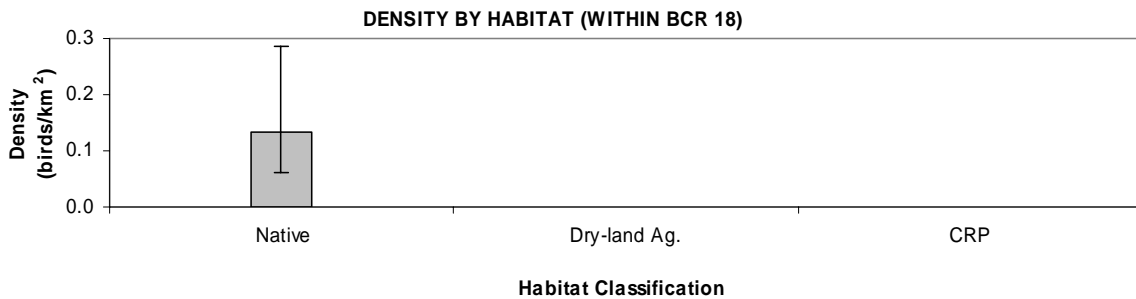 DENSITY BY HABITAT (WITHIN BCR 18)
0.3
0.2
0.1
0.0
Density
(birds/km²)
Native Dry-land Ag. CRP
Habitat Classification